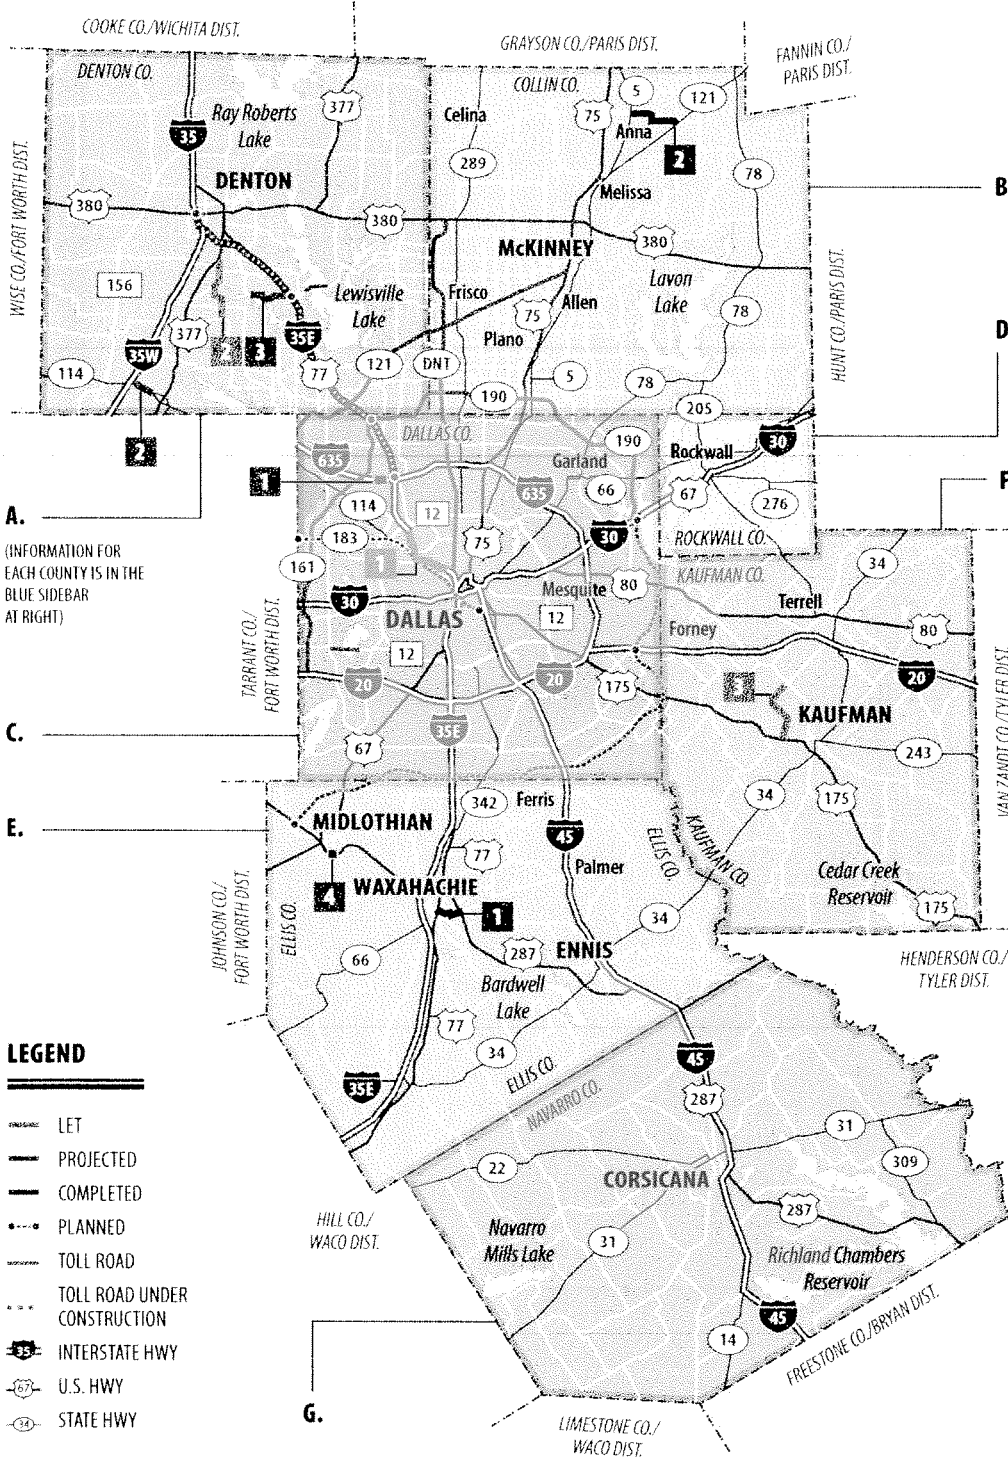 COOKE CO./WICHITA DIST.
GRAYSON CO./PARIS DIST.
FANNIN CO./
PARIS DIST.
DENTON CO.
COLLIN CO.
377
5
121
Ray Roberts
Lake
Celina
75
Anna
35
2
289
DENTON
78
Melissa
B
WISE CO./FORT WORTH DIST.
380
380
McKINNEY
380
156
Lewisville
Lake
Frisco
Allen
Lavon
Lake
HUNT CO./PARIS DIST.
75
78
377
Plano
35E
D
35W
2
3
121
DNT
114
77
5
78
190
205
DALLAS CO.
190
30
2
635
Garland
Rockwall
1
635
66
67
F
114
12
276
A.
183
75
30
ROCKWALL CO.
(INFORMATION FOR
EACH COUNTY IS IN THE
BLUE SIDEBAR
AT RIGHT)
161
1
34
KAUFMAN CO.
Mesquite
80
30
Terrell
DALLAS
12
Forney
80
TARRANT CO./
FORT WORTH DIST.
12
20
20
20
175
3
VAN ZANDT CO./TYLER DIST.
KAUFMAN
C.
67
35E
243
34
175
342
Ferris
E.
MIDLOTHIAN
45
ELLIS CO.
KAUFMAN CO.
77
Palmer
4
WAXAHACHIE
Cedar Creek
Reservoir
JOHNSON CO./
FORT WORTH DIST.
ELLIS CO.
1
34
175
66
287
ENNIS
HENDERSON CO./
TYLER DIST.
Bardwell
Lake
77
LEGEND
34
45
35E
ELLIS CO.
NAVARRO CO.
287
LET
31
PROJECTED
22
309
COMPLETED
CORSICANA
PLANNED
HILL CO./
WACO DIST.
Navarro
Mills Lake
31
287
TOLL ROAD
Richland Chambers
Reservoir
TOLL ROAD UNDER
CONSTRUCTION
45
35 INTERSTATE HWY
14
FREESTONE CO./BRYAN DIST.
67 U.S. HWY
34 STATE HWY
G.
LIMESTONE CO./
WACO DIST.